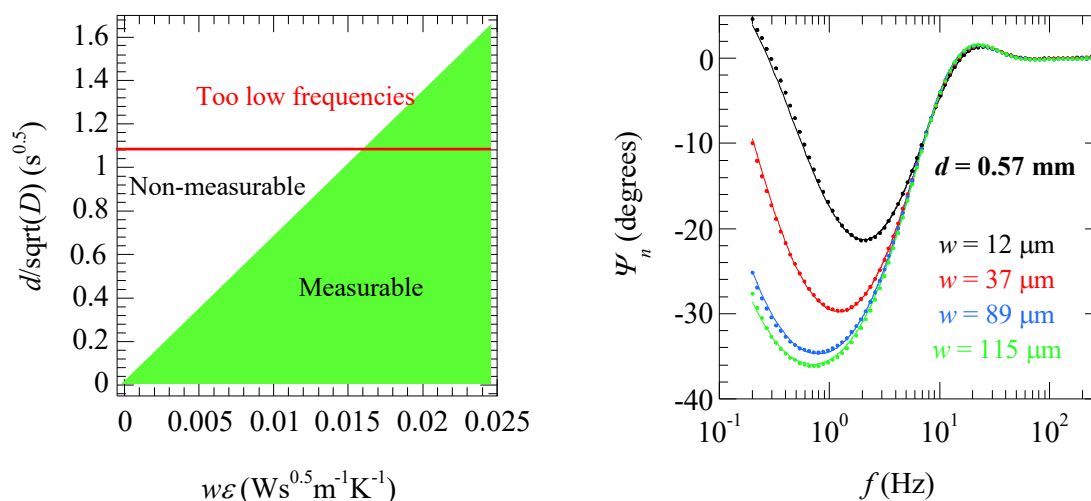 1.6
1.4
1.2
1
0.8
0.6
0.4
0.2
0
d/sqrt(D) (s^0.5)
Too low frequencies
Non-measurable
Measurable
0 0.005 0.01 0.015 0.02 0.025
wε (Ws^0.5m^-1K^-1)
0
-10
-20
-30
-40
Ψn (degrees)
d = 0.57 mm
w = 12 μm
w = 37 μm
w = 89 μm
w = 115 μm
10^-1 10^0 10^1 10^2
f (Hz)